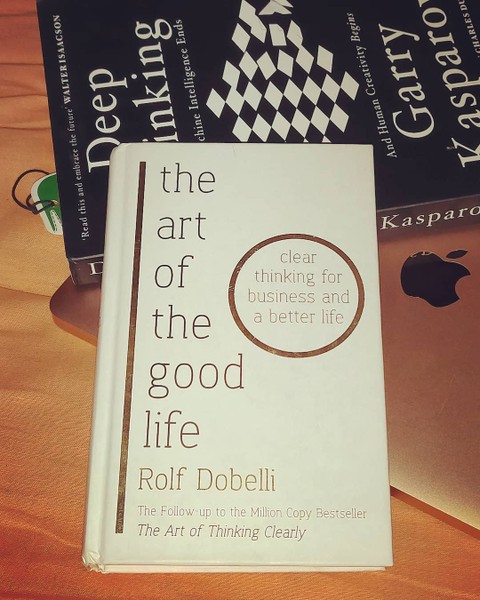 the
art
of
the
good
life
clear
thinking for
business and
a better life
Rolf Dobelli
The Follow-up to the Million Copy Bestseller
The Art of Thinking Clearly
'Read this and embrace the future' WALTER ISAACSON
Deep
inking
chine Intelligence Ends
And Human Creativity Begins
Garry
Kasparov
CHARLES DU
D
Kasparo